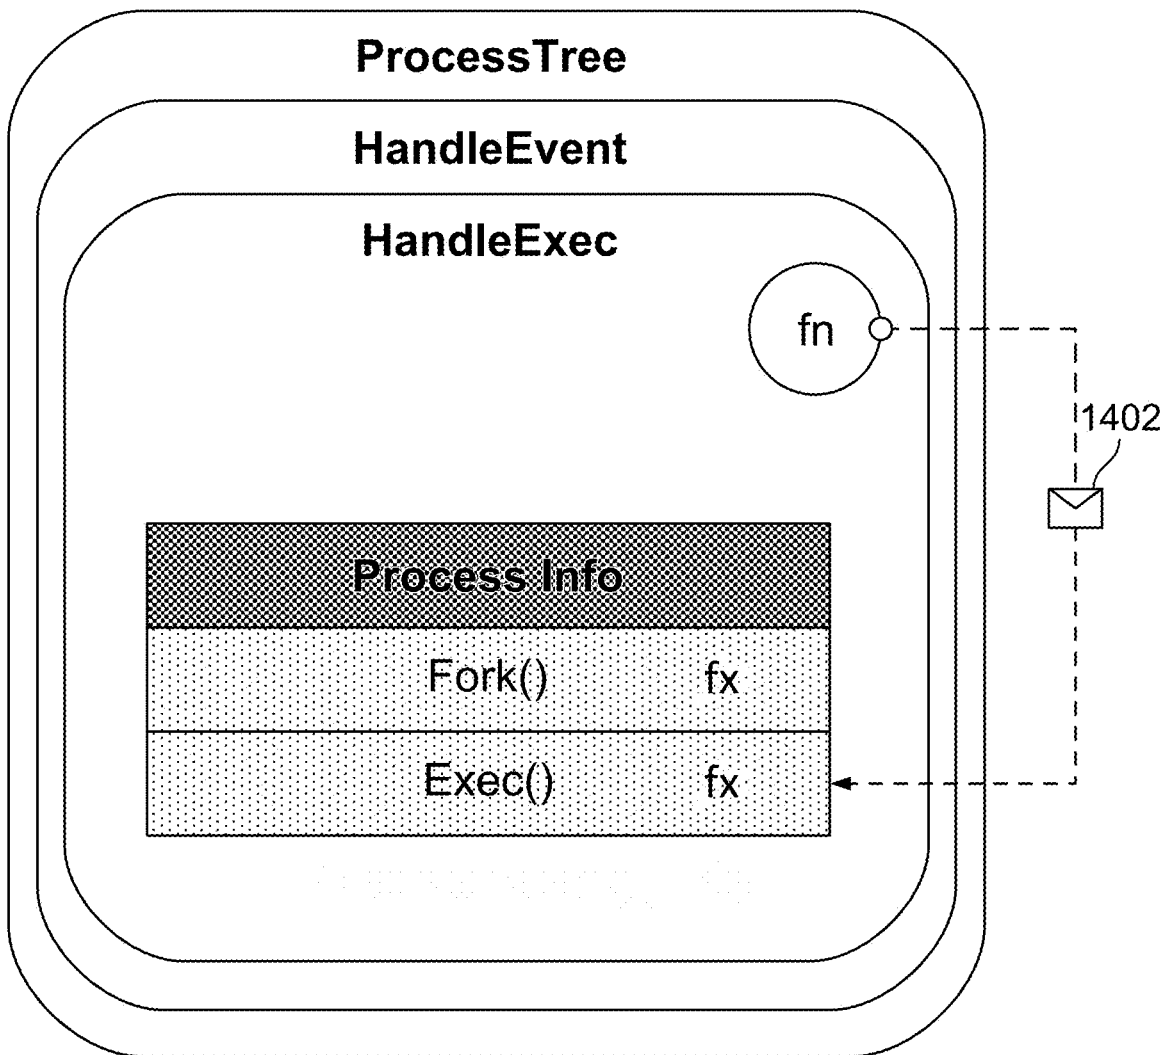 ProcessTree
HandleEvent
HandleExec
fn
1402
Process Info
Fork() fx
Exec() fx